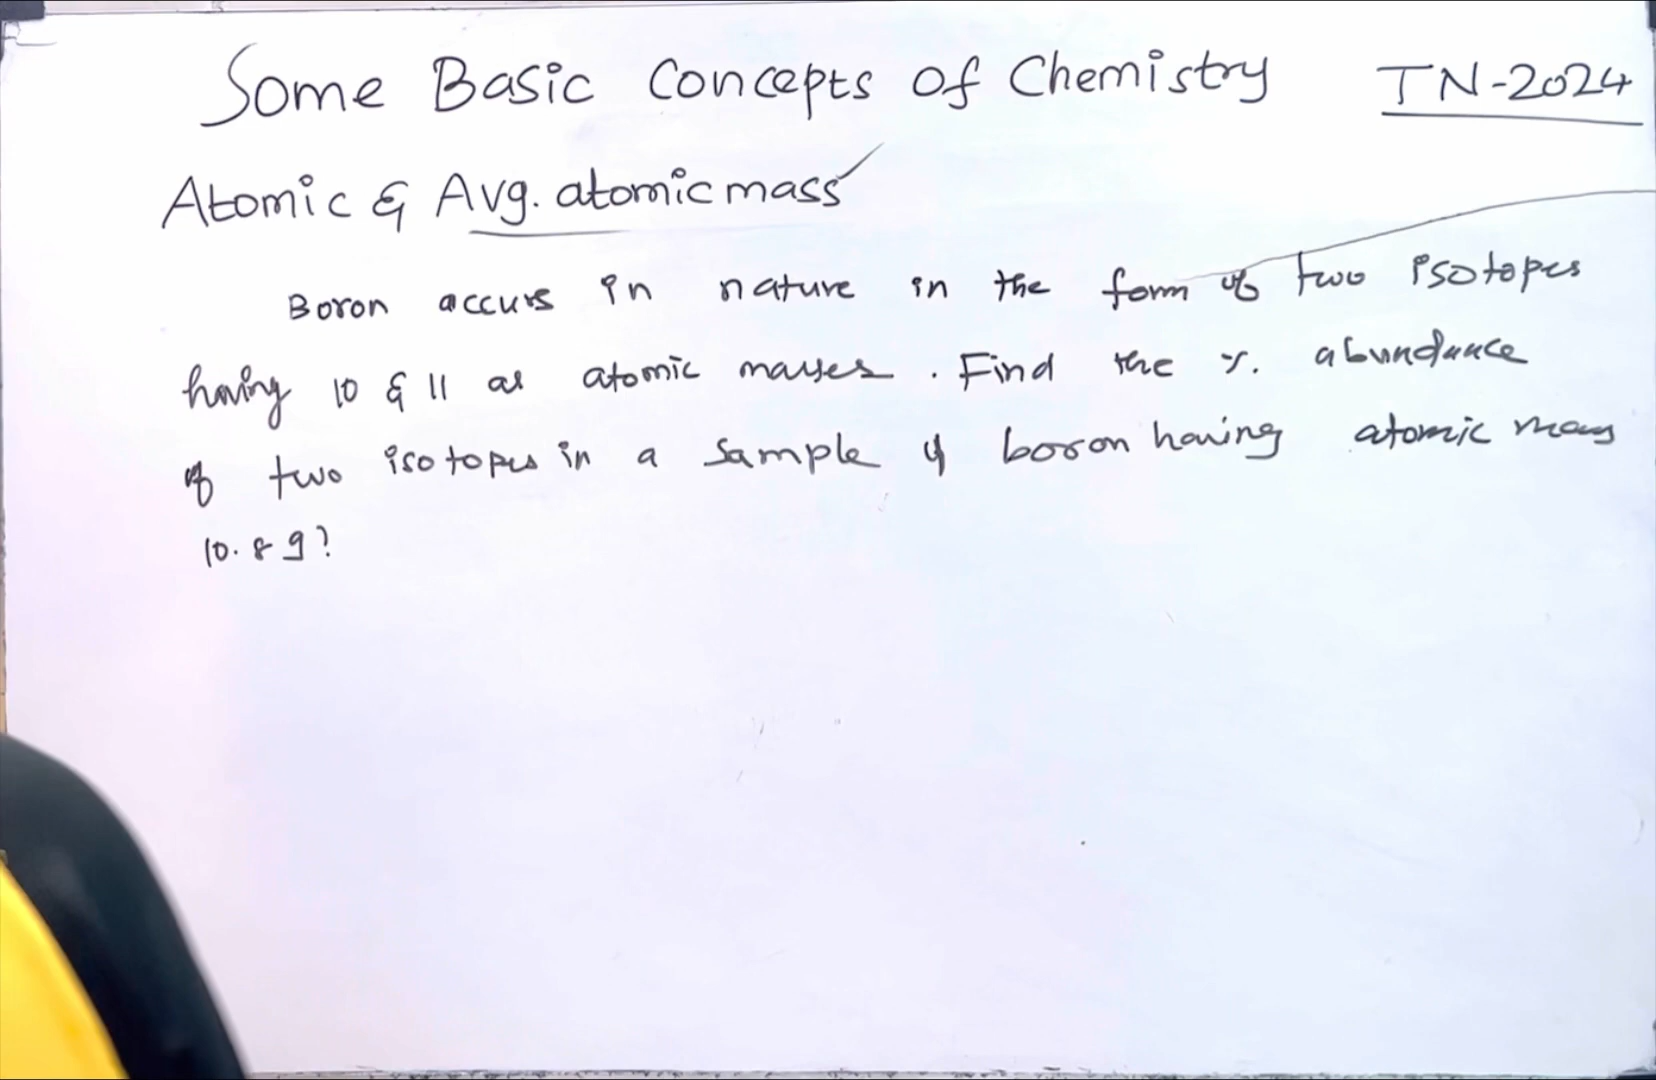 Some Basic Concepts of Chemistry TN-2024
Atomic & Avg. atomic mass
Boron accurs in nature in the form of two isotopes
having 10 & 11 as atomic masses. Find the %. abundance
of two isotopes in a sample of boron having atomic mass
10.8 g?